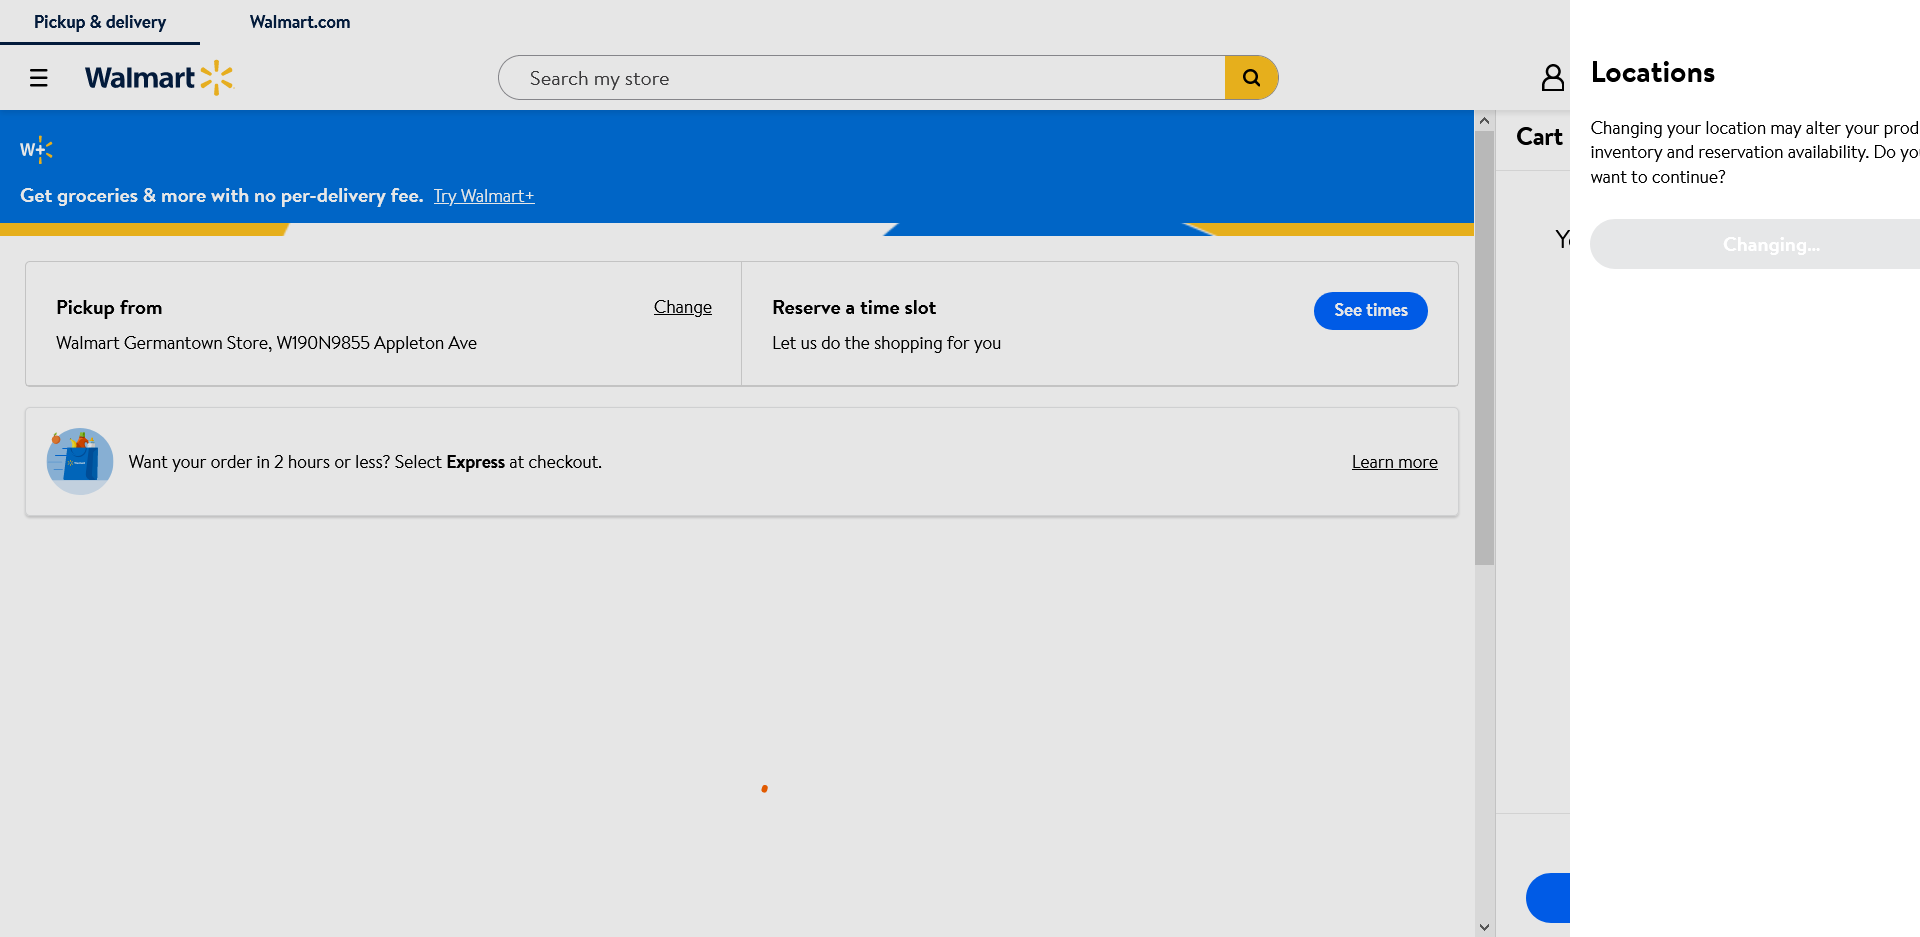 Pickup & delivery
Walmart.com
Walmart
Search my store
Locations
Changing your location may alter your prod
inventory and reservation availability. Do yo
want to continue?
Changing...
W+
Get groceries & more with no per-delivery fee. Try Walmart+
Cart
Pickup from
Change
Walmart Germantown Store, W190N9855 Appleton Ave
Reserve a time slot
See times
Let us do the shopping for you
Want your order in 2 hours or less? Select Express at checkout.
Learn more